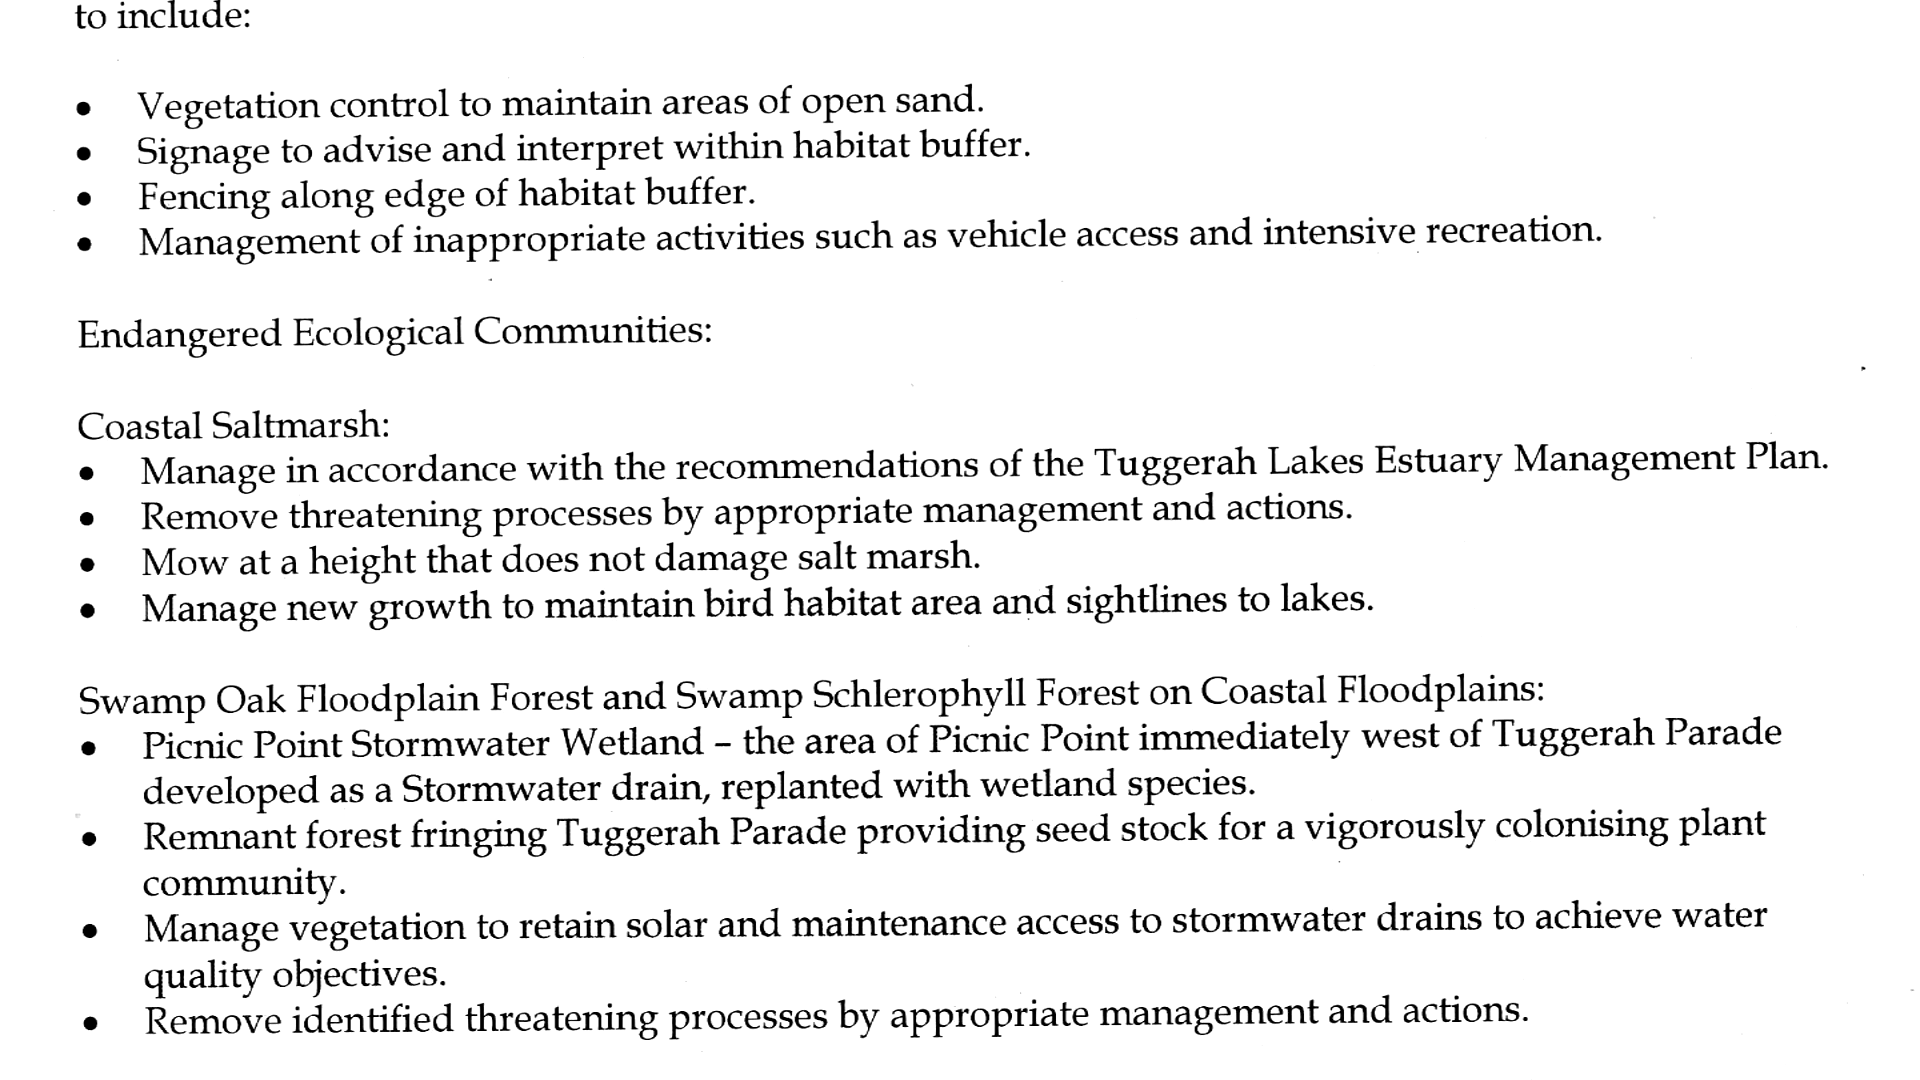 to include:
• Vegetation control to maintain areas of open sand.
• Signage to advise and interpret within habitat buffer.
• Fencing along edge of habitat buffer.
• Management of inappropriate activities such as vehicle access and intensive recreation.
Endangered Ecological Communities:
Coastal Saltmarsh:
• Manage in accordance with the recommendations of the Tuggerah Lakes Estuary Management Plan.
• Remove threatening processes by appropriate management and actions.
• Mow at a height that does not damage salt marsh.
• Manage new growth to maintain bird habitat area and sightlines to lakes.
Swamp Oak Floodplain Forest and Swamp Schlerophyll Forest on Coastal Floodplains:
• Picnic Point Stormwater Wetland – the area of Picnic Point immediately west of Tuggerah Parade
developed as a Stormwater drain, replanted with wetland species.
• Remnant forest fringing Tuggerah Parade providing seed stock for a vigorously colonising plant
community.
• Manage vegetation to retain solar and maintenance access to stormwater drains to achieve water
quality objectives.
• Remove identified threatening processes by appropriate management and actions.